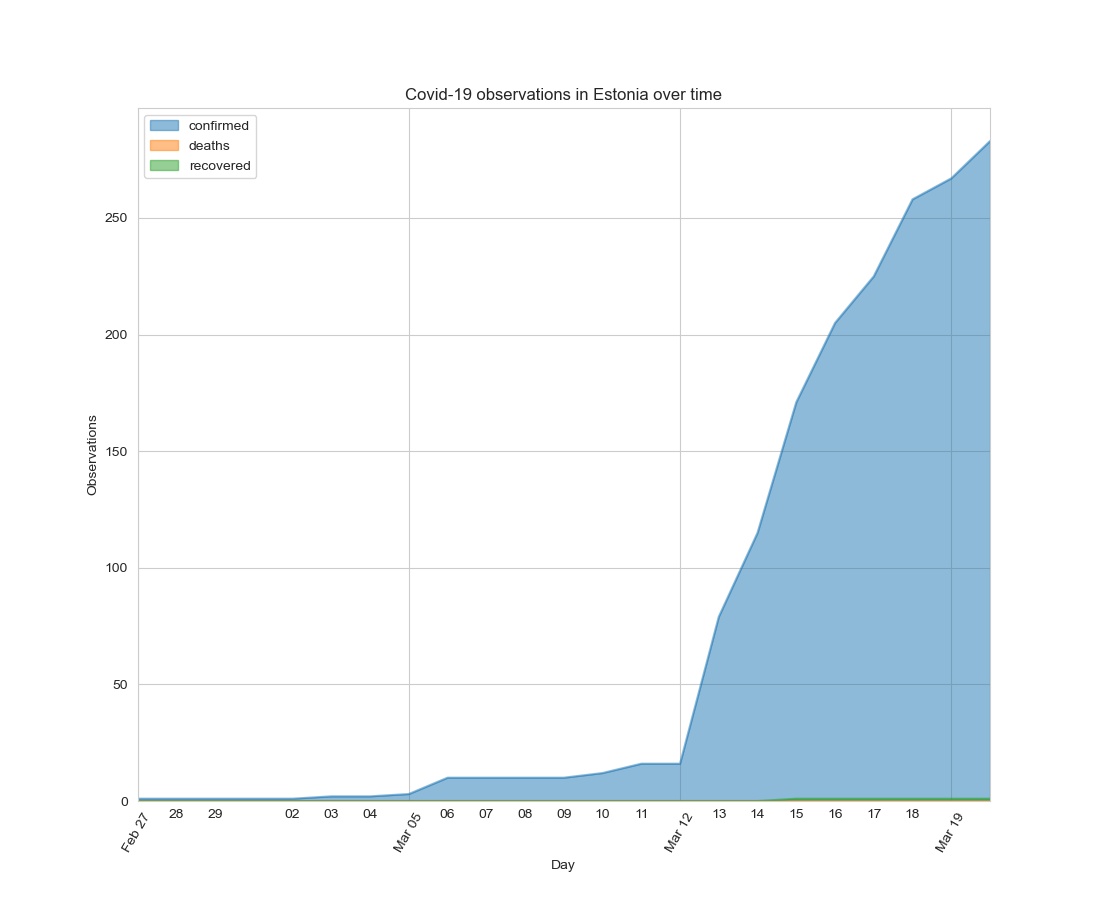 Covid-19 observations in Estonia over time
confirmed
deaths
recovered
250
200
150
100
50
0
Observations
Feb 27
28
29
02
03
04
Mar 05
06
07
08
09
10
11
Mar 12
13
14
15
16
17
18
Mar 19
Day